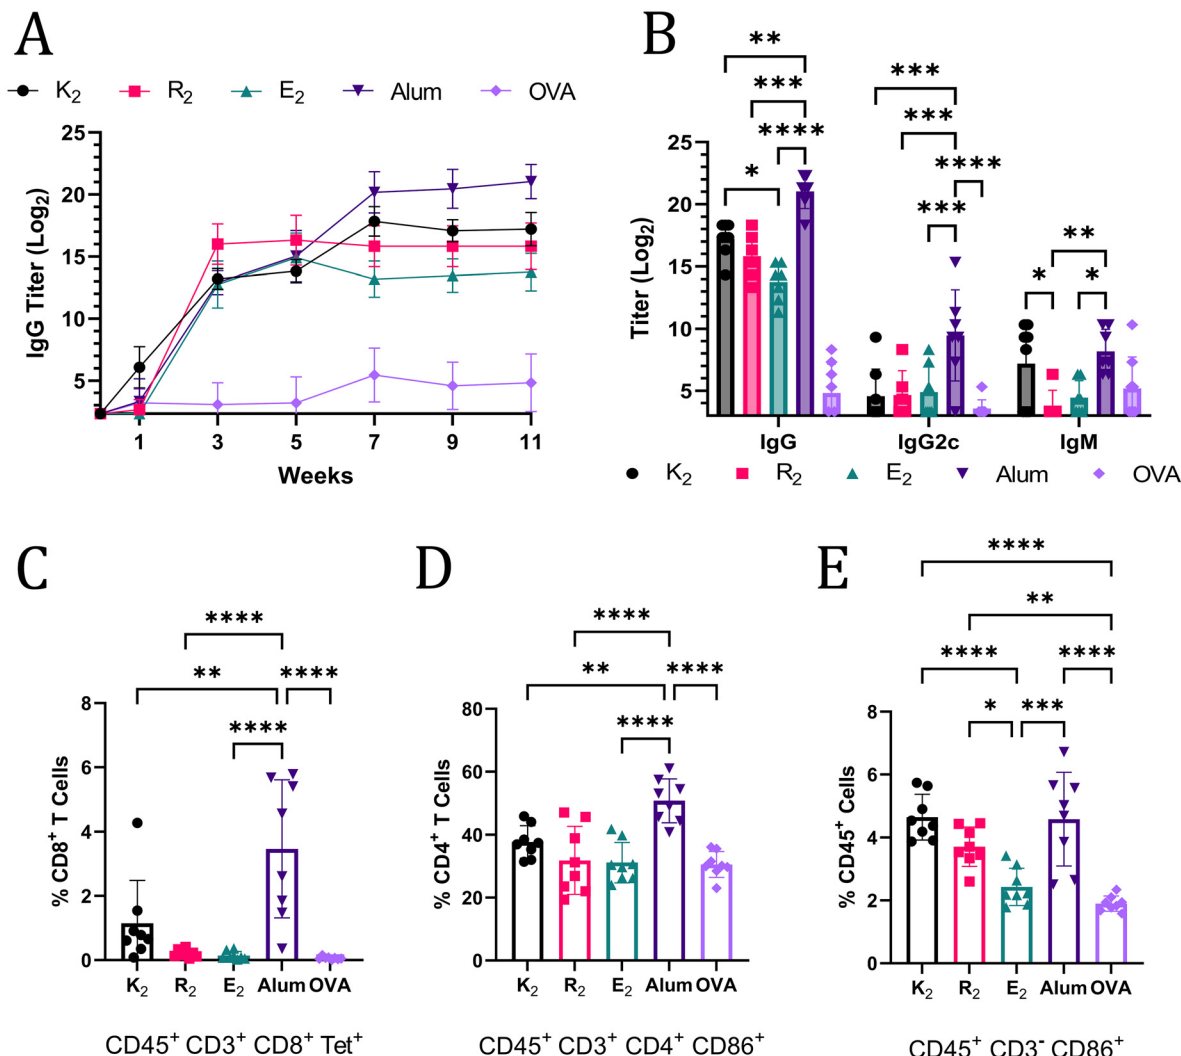 A
K2 R2 E2 Alum OVA
IgG Titer (Log2)
25
20
15
10
5
1 3 5 7 9 11
Weeks
B
** *** **** * *** *** **** *** ** * *
Titer (Log2)
25
20
15
10
5
IgG IgG2c IgM
K2 R2 E2 Alum OVA
C
**** ** **** ****
% CD8+ T Cells
8
6
4
2
0
K2 R2 E2 Alum OVA
CD45+ CD3+ CD8+ Tet+
D
**** ** **** ****
% CD4+ T Cells
80
60
40
20
0
K2 R2 E2 Alum OVA
CD45+ CD3+ CD4+ CD86+
E
**** ** **** **** * ***
% CD45+ Cells
8
6
4
2
0
K2 R2 E2 Alum OVA
CD45+ CD3- CD86+